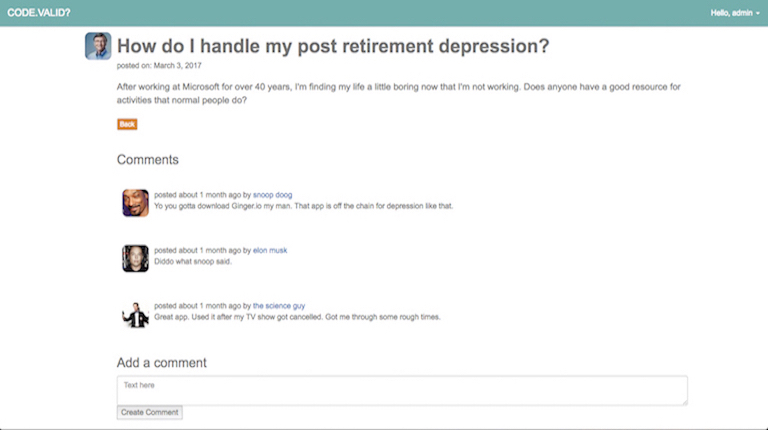 CODE.VALID?
Hello, admin
How do I handle my post retirement depression?
posted on: March 3, 2017
After working at Microsoft for over 40 years, I'm finding my life a little boring now that I'm not working. Does anyone have a good resource for
activities that normal people do?
Back
Comments
posted about 1 month ago by snoop doog
Yo you gotta download Ginger.io my man. That app is off the chain for depression like that.
posted about 1 month ago by elon musk
Diddo what snoop said.
posted about 1 month ago by the science guy
Great app. Used it after my TV show got cancelled. Got me through some rough times.
Add a comment
Text here
Create Comment